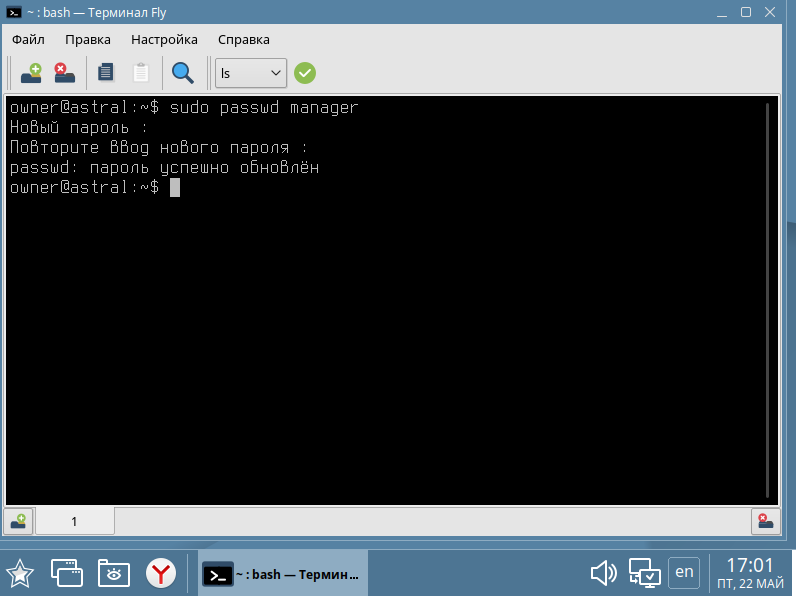 ~ : bash — Терминал Fly
Файл Правка Настройка Справка
ls
owner@astral:~$ sudo passwd manager
Новый пароль :
Повторите ввод нового пароля :
passwd: пароль успешно обновлён
owner@astral:~$
1
~ : bash — Термин...
en
17:01
ПТ, 22 МАЙ